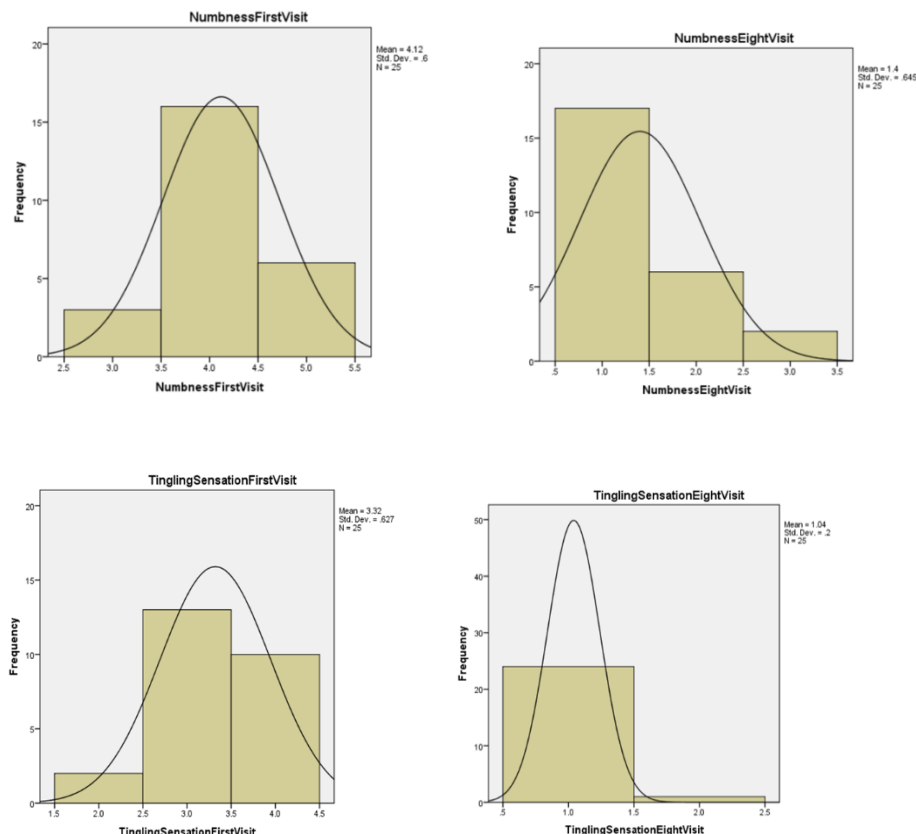 NumbnessFirstVisit
Mean = 4.12
Std. Dev. = .6
N = 25
20
15
10
5
0
Frequency
2.5 3.0 3.5 4.0 4.5 5.0 5.5
NumbnessFirstVisit
NumbnessEightVisit
Mean = 1.4
Std. Dev. = .645
N = 25
20
15
10
5
0
Frequency
.5 1.0 1.5 2.0 2.5 3.0 3.5
NumbnessEightVisit
TinglingSensationFirstVisit
Mean = 3.32
Std. Dev. = .627
N = 25
20
15
10
5
0
Frequency
1.5 2.0 2.5 3.0 3.5 4.0 4.5
TinglingSensationFirstVisit
TinglingSensationEightVisit
Mean = 1.04
Std. Dev. = .2
N = 25
50
40
30
20
10
0
Frequency
.5 1.0 1.5 2.0 2.5
TinglingSensationEightVisit